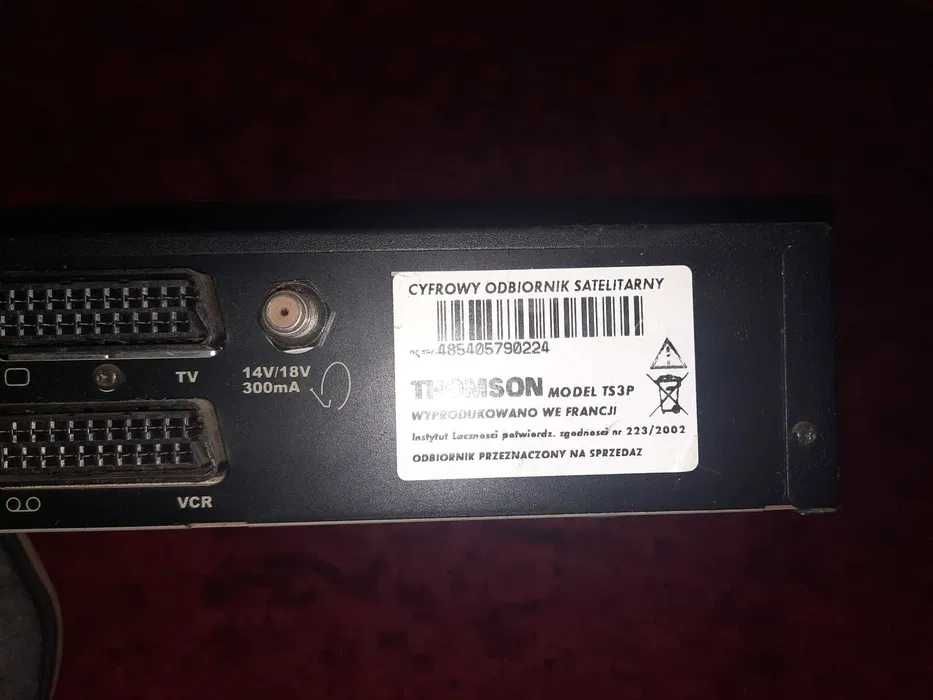 CYFROWY ODBIORNIK SATELITARNY
485405790224
THOMSON MODEL TS3P
WYPRODUKOWANO WE FRANCJI
Instytut Lacznosci potwierdz. zgodnosci nr 223/2002
ODBIORNIK PRZEZNACZONY NA SPRZEDAZ
TV
14V/18V
300mA
VCR